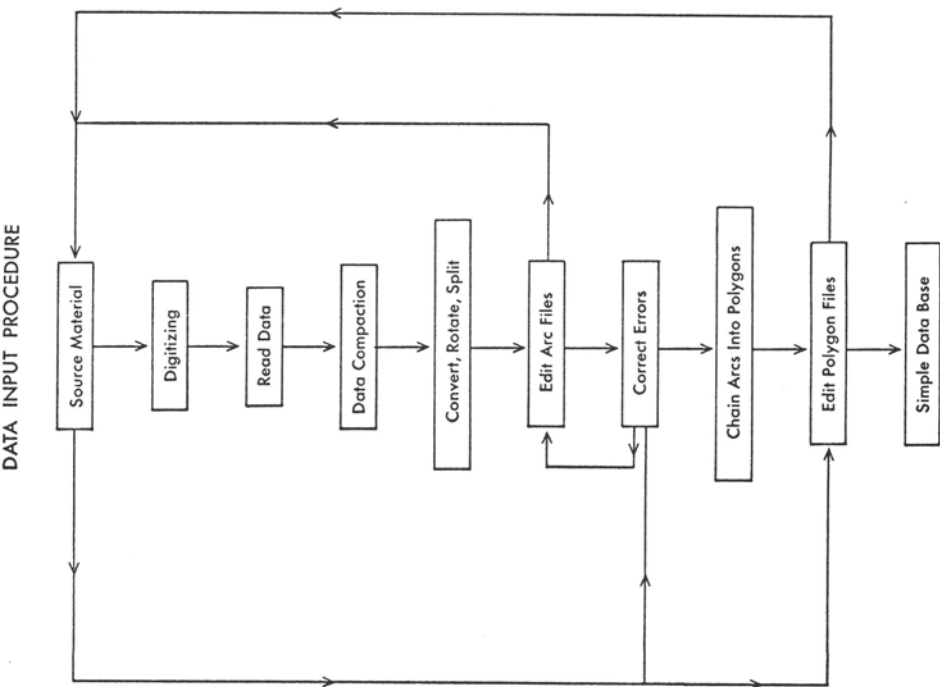 DATA INPUT PROCEDURE
Source Material
Digitizing
Read Data
Data Compaction
Convert, Rotate, Split
Edit Arc Files
Correct Errors
Chain Arcs Into Polygons
Edit Polygon Files
Simple Data Base